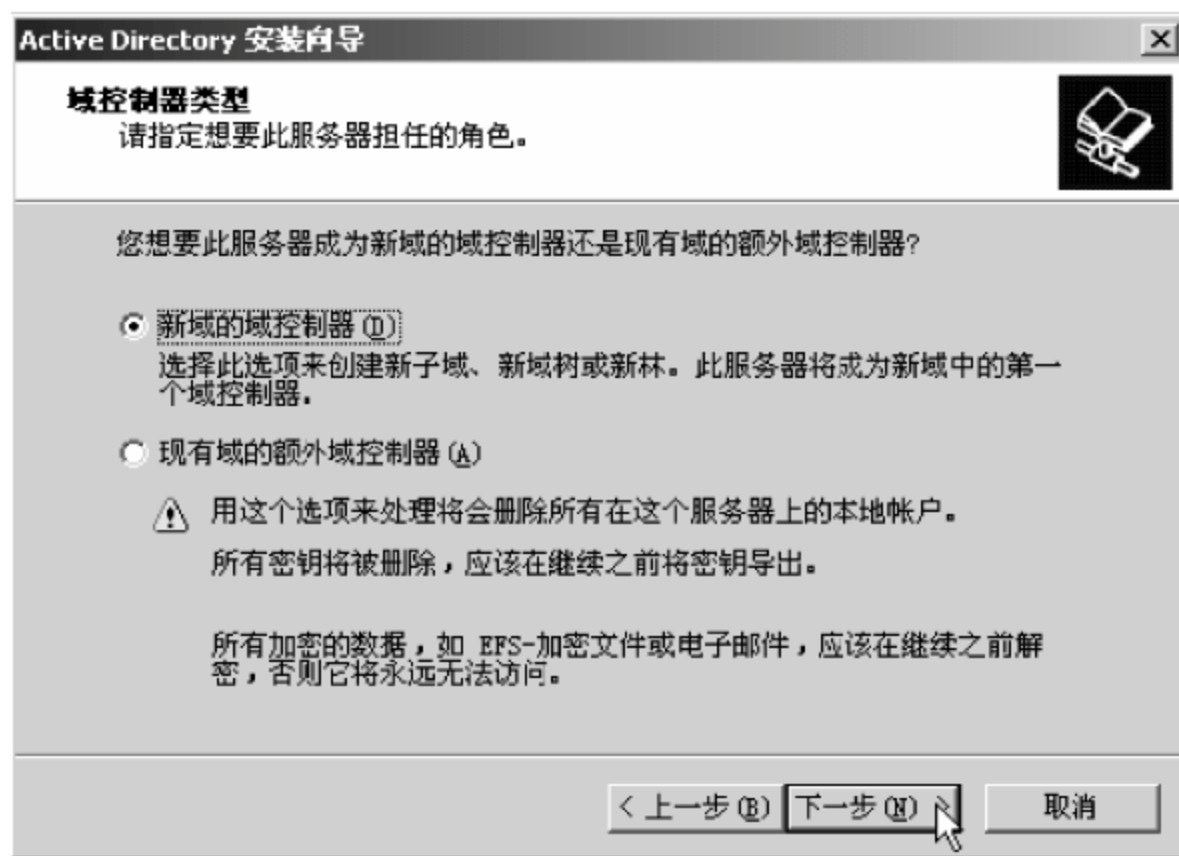 Active Directory 安装向导
域控制器类型
请指定想要此服务器担任的角色。
您想要此服务器成为新域的域控制器还是现有域的额外域控制器?
新域的域控制器(D)
选择此选项来创建新子域、新域树或新林。此服务器将成为新域中的第一
个域控制器.
现有域的额外域控制器(A)
用这个选项来处理将会删除所有在这个服务器上的本地帐户。
所有密钥将被删除，应该在继续之前将密钥导出。
所有加密的数据，如 EFS-加密文件或电子邮件，应该在继续之前解
密，否则它将永远无法访问。
< 上一步(B) 下一步(N) > 取消